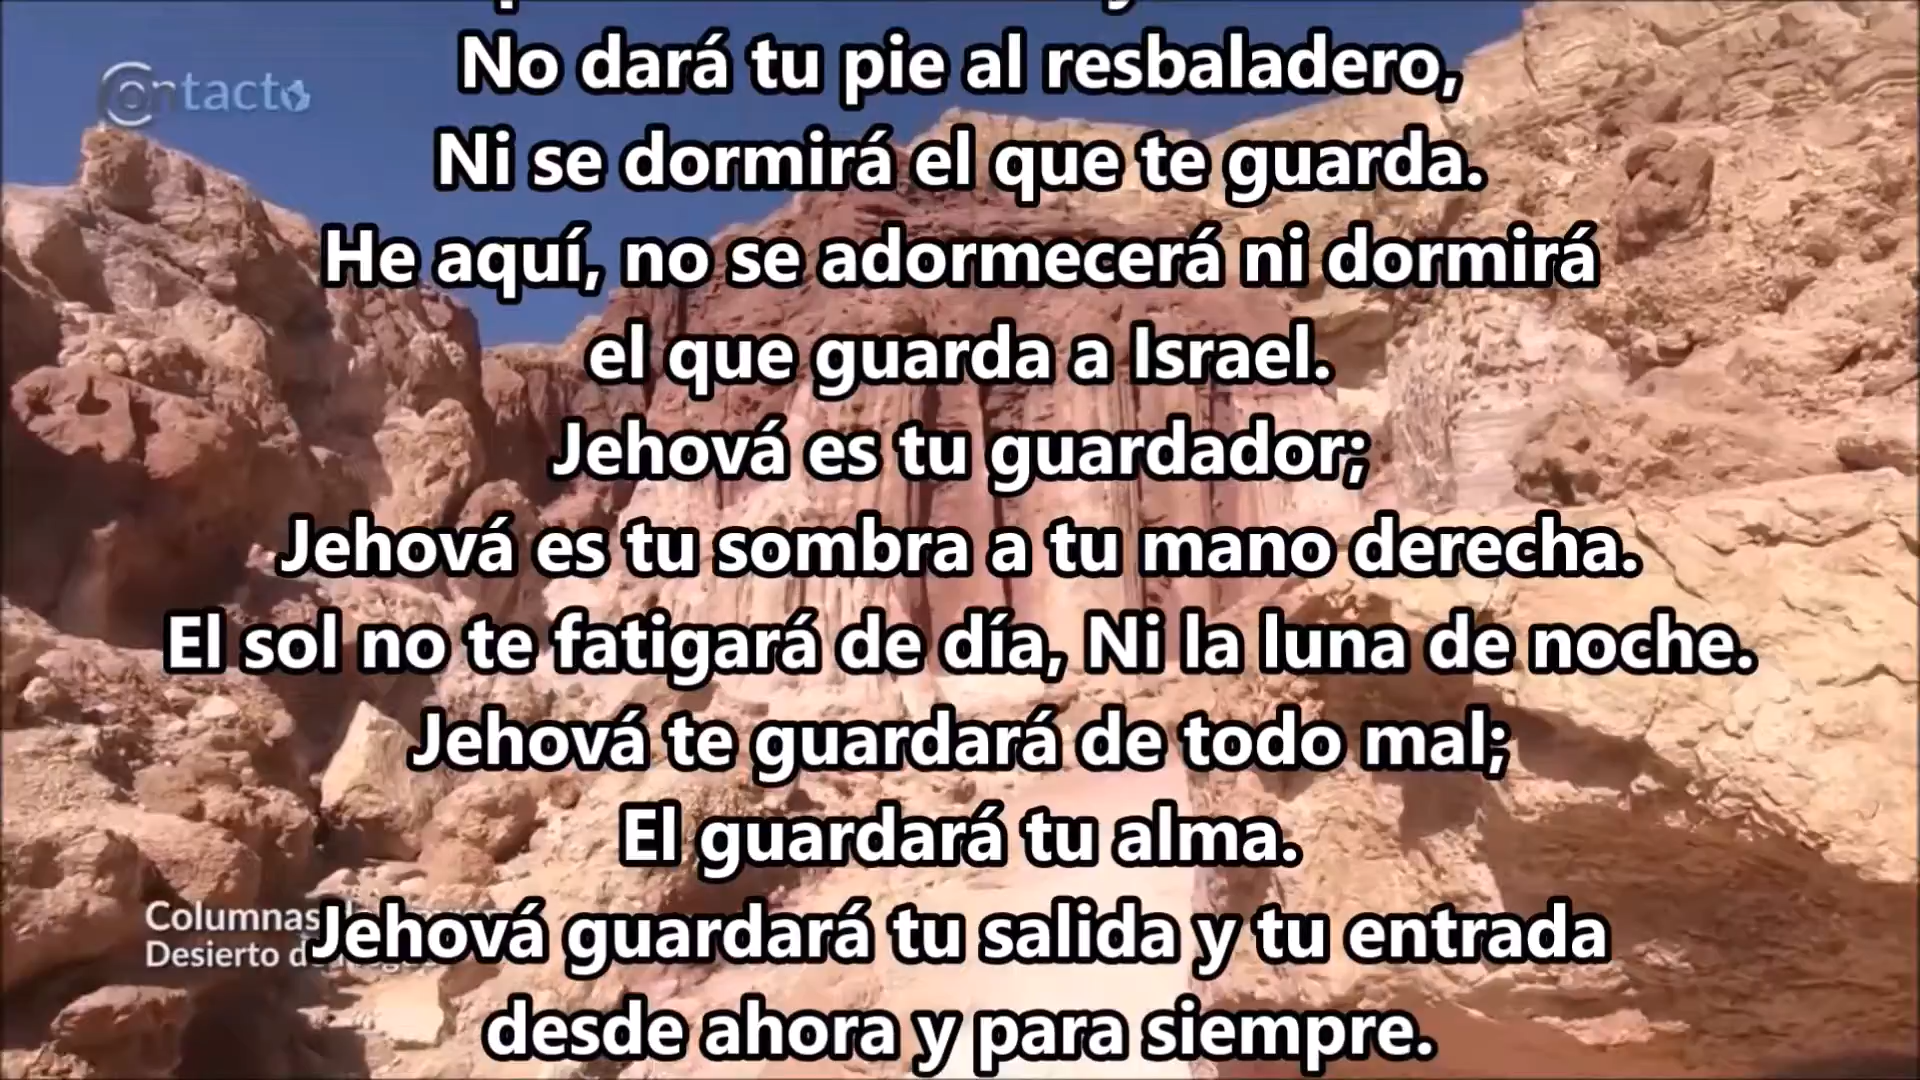 Contacto
No dará tu pie al resbaladero,
Ni se dormirá el que te guarda.
He aquí, no se adormecerá ni dormirá
el que guarda a Israel.
Jehová es tu guardador;
Jehová es tu sombra a tu mano derecha.
El sol no te fatigará de día, Ni la luna de noche.
Jehová te guardará de todo mal;
El guardará tu alma.
Columnas
Desierto
Jehová guardará tu salida y tu entrada
desde ahora y para siempre.